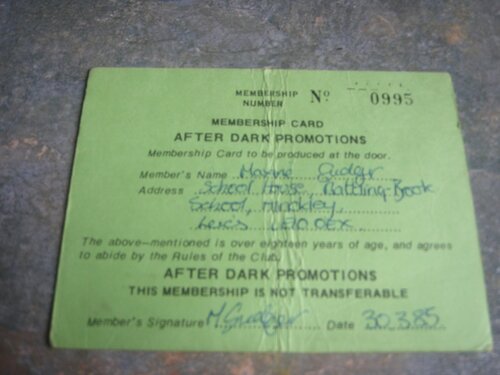 MEMBERSHIP
NUMBER Nº 0995
MEMBERSHIP CARD
AFTER DARK PROMOTIONS
Membership Card to be produced at the door.
Member's Name Maxine Gudger
Address School House, Battling-Brook
School, Hinckley,
Leics LE10 0EX.
The above-mentioned is over eighteen years of age, and agrees
to abide by the Rules of the Club.
AFTER DARK PROMOTIONS
THIS MEMBERSHIP IS NOT TRANSFERABLE
Member's Signature M Gudger Date 30.3.85.